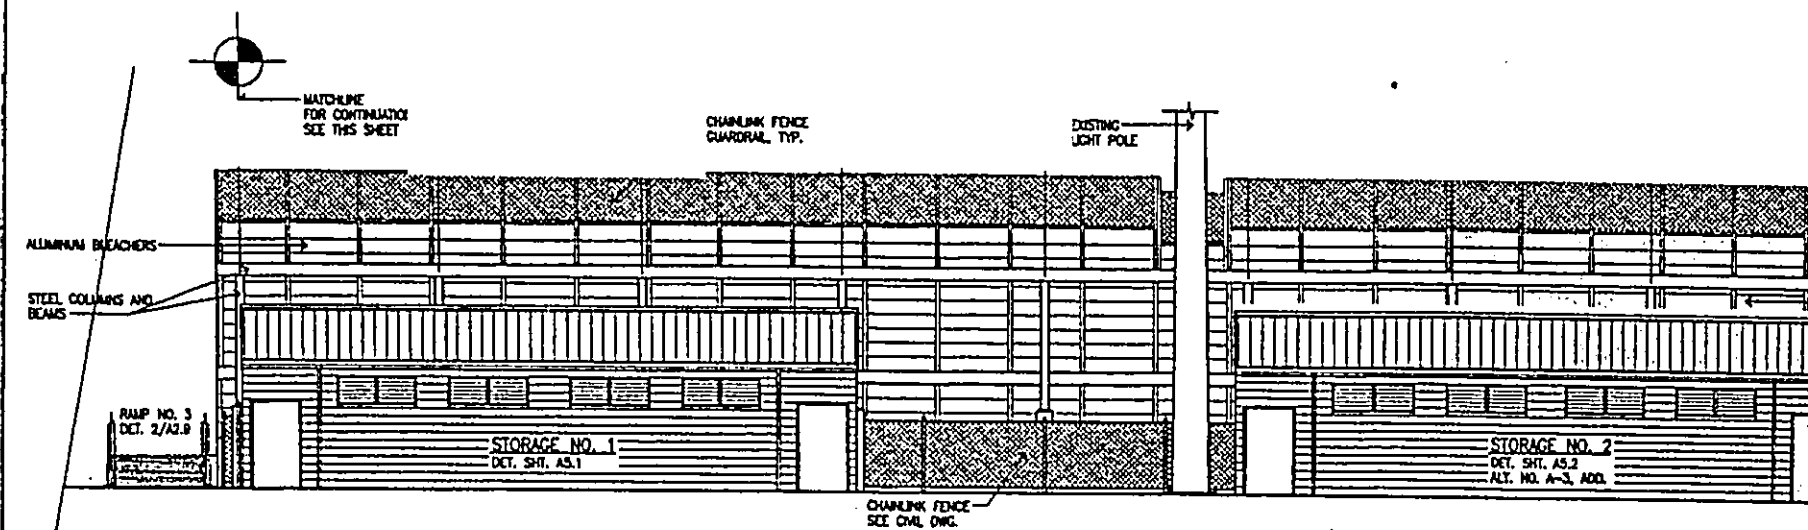 MATCHLINE
FOR CONTINUATION
SEE THIS SHEET
CHAINLINK FENCE
GUARDRAIL, TYP.
EXISTING
LIGHT POLE
ALUMINUM BLEACHERS
STEEL COLUMNS AND
BEAMS
RAMP NO. 3
DET. 2/A2.9
STORAGE NO. 1
DET. SHT. A5.1
STORAGE NO. 2
DET. SHT. A5.2
ALT. NO. A-3, ADD.
CHAINLINK FENCE
SEE CIVIL DWG.